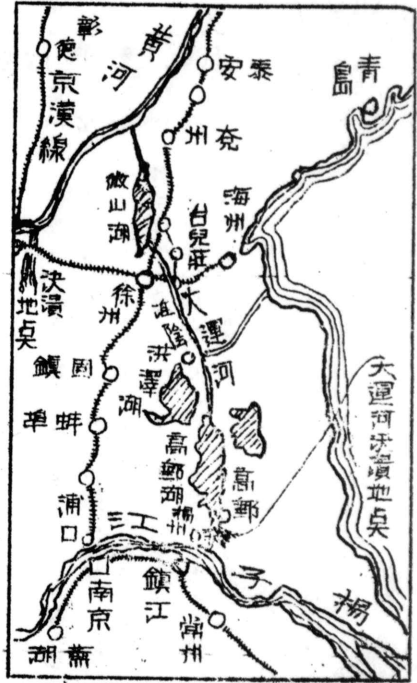 黄河
彰德
京漢線
泰安
兗州
青島
微山湖
台兒莊
海州
決潰地点
徐州
大運河
淮陰
洪澤湖
固鎮
蚌埠
高郵湖
高郵
揚州
大運河決潰地点
浦口
南京
鎮江
揚子江
常州
蕪湖